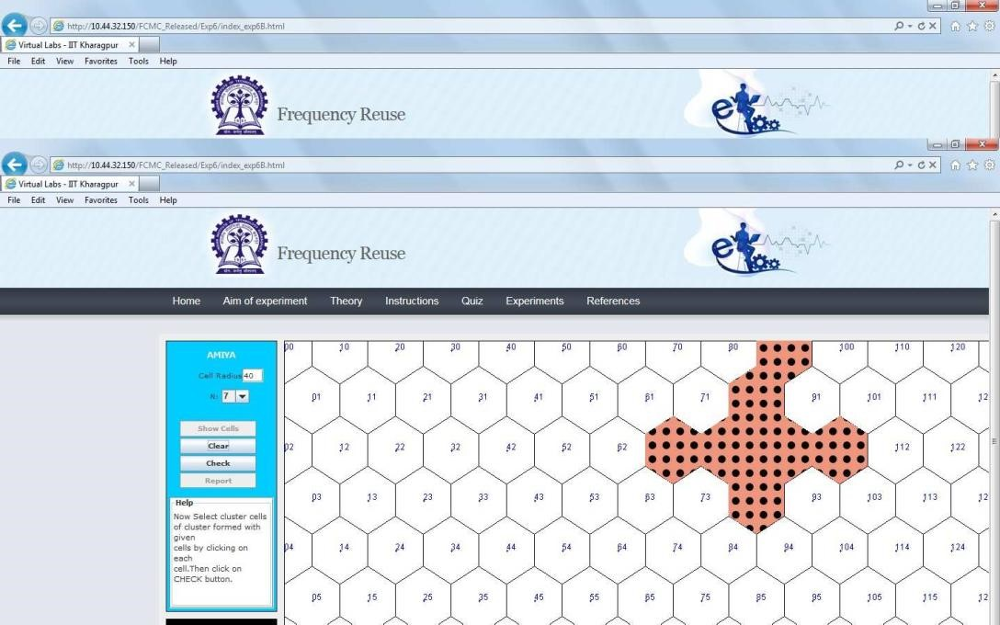 http://10.44.32.150/FCMC_Released/Exp6/index_exp6B.html
Virtual Labs - IIT Kharagpur
File Edit View Favorites Tools Help
Frequency Reuse
http://10.44.32.150/FCMC_Released/Exp6/index_exp6B.html
Virtual Labs - IIT Kharagpur
File Edit View Favorites Tools Help
Frequency Reuse
Home Aim of experiment Theory Instructions Quiz Experiments References
AMIYA
Cell Radius 40
N: 7
Show Cells
Clear
Check
Report
Help
Now Select cluster cells
of cluster formed with
given
cells by clicking on
each
cell.Then click on
CHECK button.
00 10 20 30 40 50 60 70 80 100 110 120
01 11 21 31 41 51 61 71 91 101 111 12
02 12 22 32 42 52 62 112 122
03 13 23 33 43 53 63 73 93 103 113 12
04 14 24 34 44 54 64 74 84 94 104 114 124
05 15 25 35 45 55 65 75 85 95 105 115 12